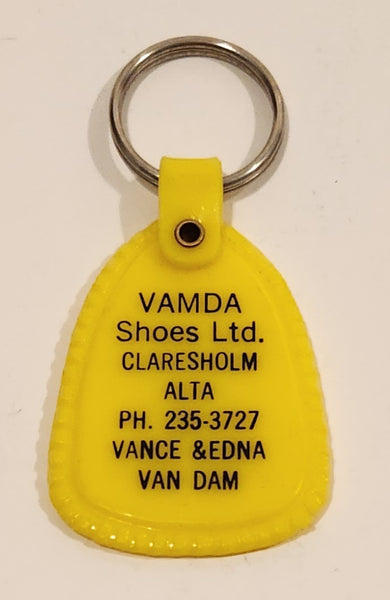 VAMDA
Shoes Ltd.
CLARESHOLM
ALTA
PH. 235-3727
VANCE &EDNA
VAN DAM